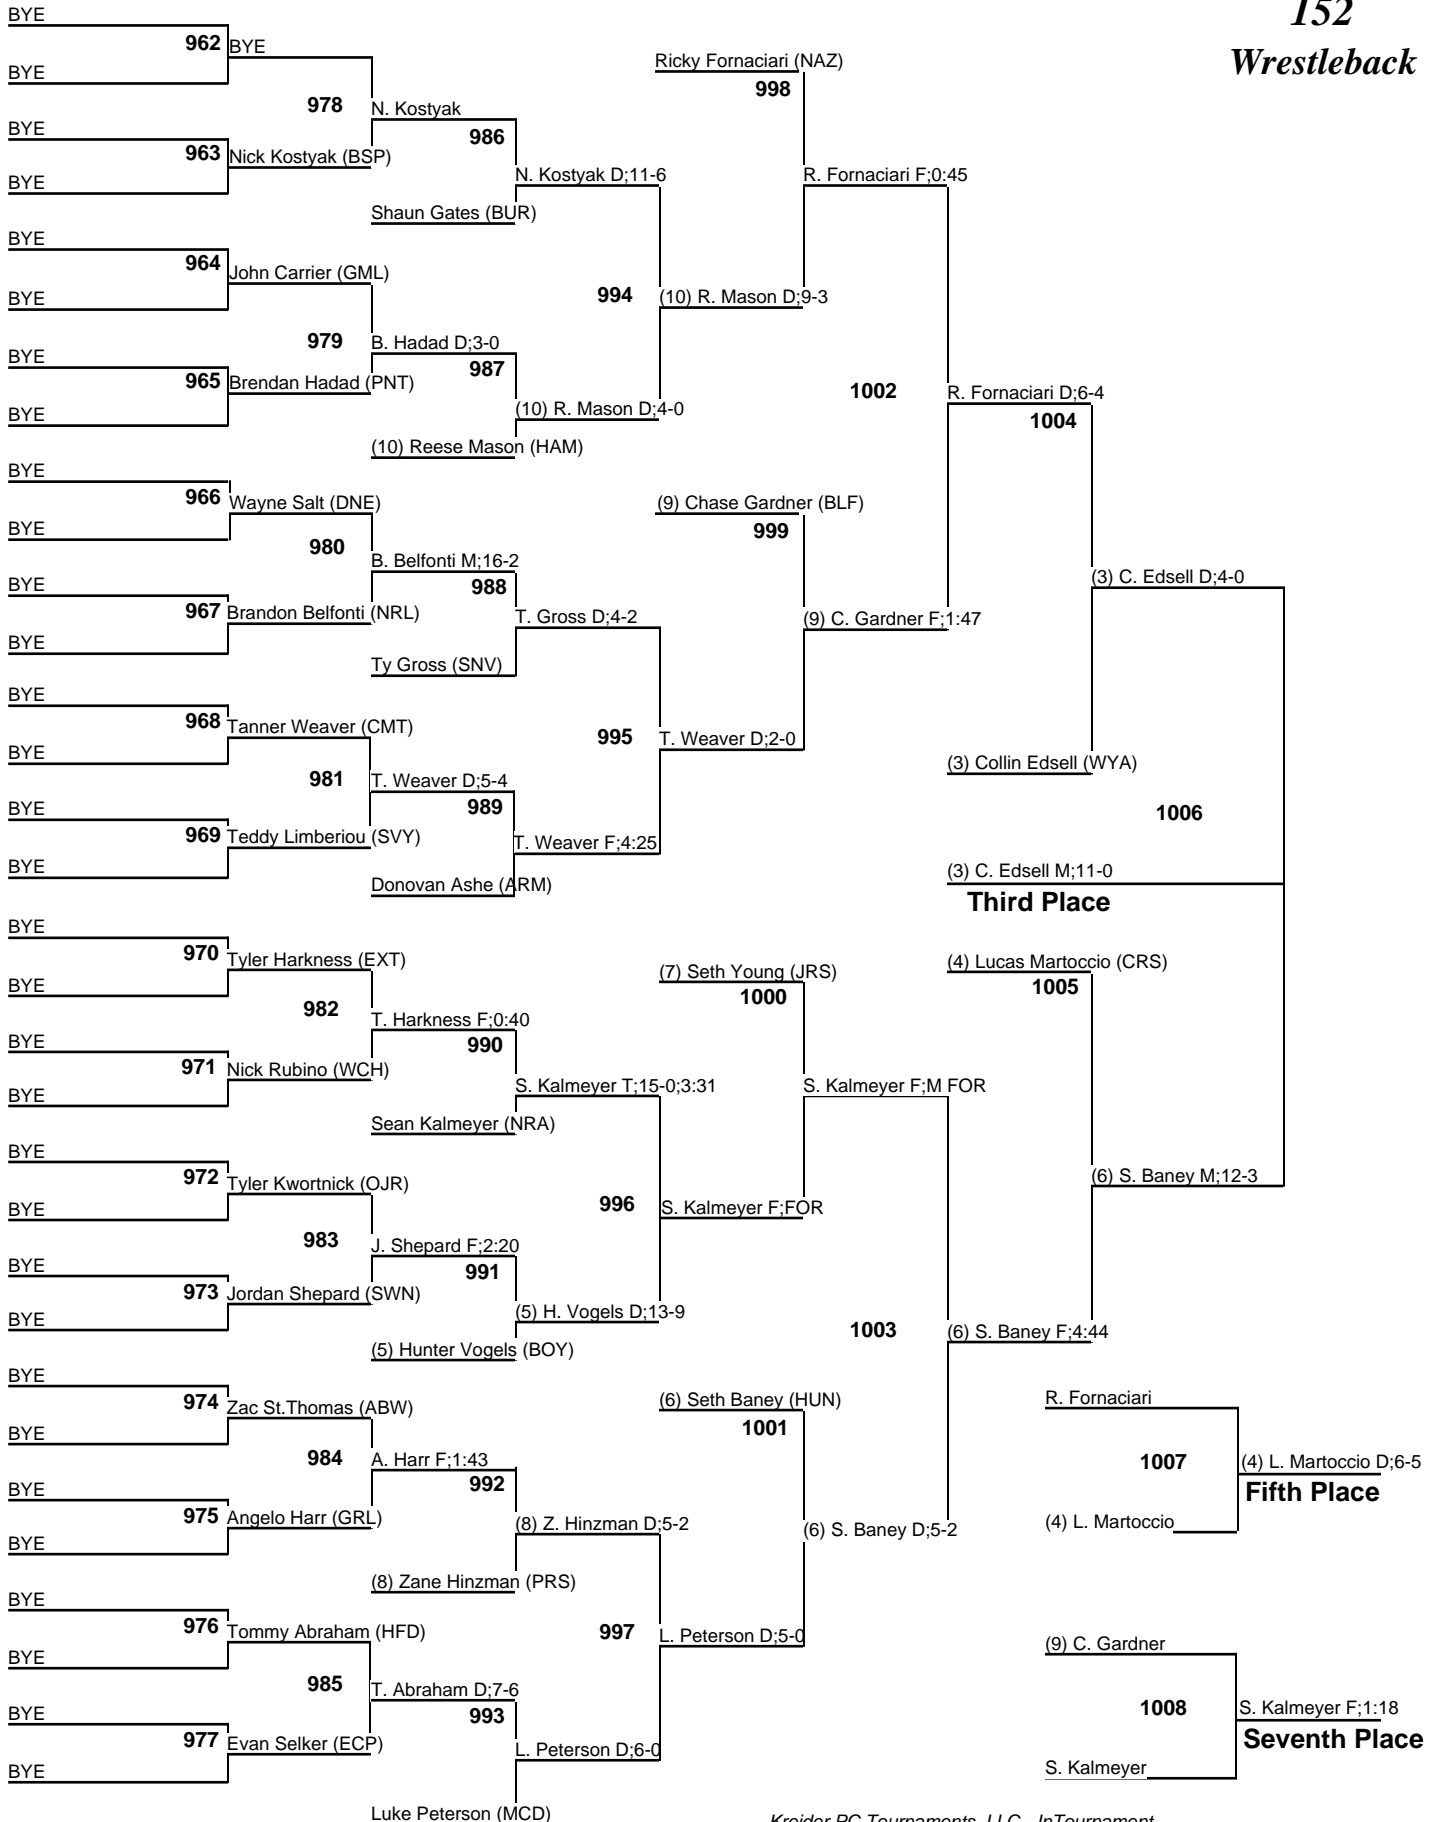 152
Wrestleback
BYE
962
BYE
BYE
978
N. Kostyak
986
BYE
963
Nick Kostyak (BSP)
BYE
N. Kostyak D;11-6
Shaun Gates (BUR)
Ricky Fornaciari (NAZ)
998
R. Fornaciari F;0:45
BYE
964
John Carrier (GML)
BYE
994
(10) R. Mason D;9-3
979
B. Hadad D;3-0
987
BYE
965
Brendan Hadad (PNT)
BYE
(10) R. Mason D;4-0
(10) Reese Mason (HAM)
1002
R. Fornaciari D;6-4
1004
BYE
966
Wayne Salt (DNE)
BYE
980
B. Belfonti M;16-2
988
BYE
967
Brandon Belfonti (NRL)
BYE
T. Gross D;4-2
Ty Gross (SNV)
(9) Chase Gardner (BLF)
999
(9) C. Gardner F;1:47
(3) C. Edsell D;4-0
BYE
968
Tanner Weaver (CMT)
BYE
995
T. Weaver D;2-0
981
T. Weaver D;5-4
989
BYE
969
Teddy Limberiou (SVY)
BYE
T. Weaver F;4:25
Donovan Ashe (ARM)
(3) Collin Edsell (WYA)
1006
(3) C. Edsell M;11-0
Third Place
BYE
970
Tyler Harkness (EXT)
BYE
982
T. Harkness F;0:40
990
BYE
971
Nick Rubino (WCH)
BYE
S. Kalmeyer T;15-0;3:31
Sean Kalmeyer (NRA)
(7) Seth Young (JRS)
1000
S. Kalmeyer F;M FOR
(4) Lucas Martoccio (CRS)
1005
(6) S. Baney M;12-3
BYE
972
Tyler Kwortnick (OJR)
BYE
996
S. Kalmeyer F;FOR
983
J. Shepard F;2:20
991
BYE
973
Jordan Shepard (SWN)
BYE
(5) H. Vogels D;13-9
(5) Hunter Vogels (BOY)
1003
(6) S. Baney F;4:44
BYE
974
Zac St.Thomas (ABW)
BYE
984
A. Harr F;1:43
992
BYE
975
Angelo Harr (GRL)
BYE
(8) Z. Hinzman D;5-2
(8) Zane Hinzman (PRS)
(6) Seth Baney (HUN)
1001
(6) S. Baney D;5-2
R. Fornaciari
1007
(4) L. Martoccio D;6-5
Fifth Place
(4) L. Martoccio
BYE
976
Tommy Abraham (HFD)
BYE
997
L. Peterson D;5-0
985
T. Abraham D;7-6
993
BYE
977
Evan Selker (ECP)
BYE
L. Peterson D;6-0
Luke Peterson (MCD)
(9) C. Gardner
1008
S. Kalmeyer F;1:18
Seventh Place
S. Kalmeyer
Kreider PC Tournaments, LLC - InTournament